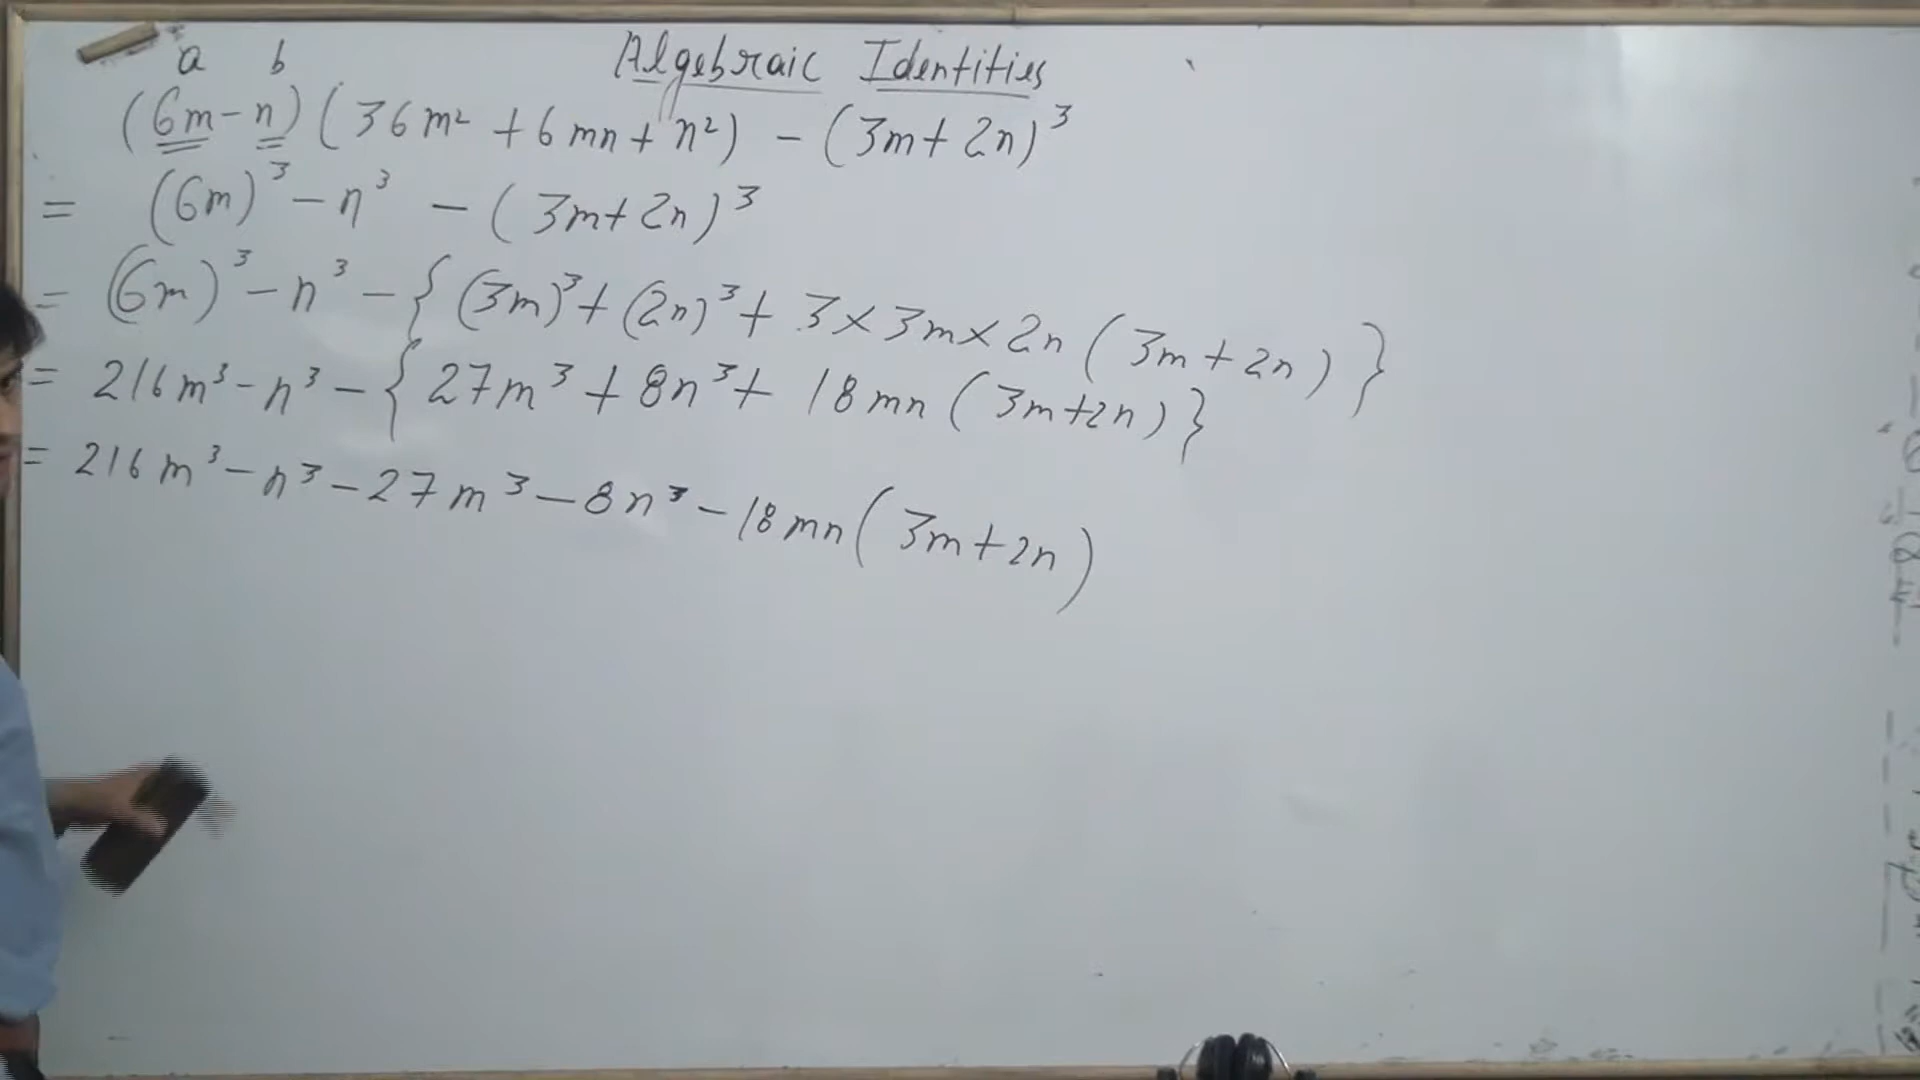 Algebraic Identities
a b
(6m-n)(36m² + 6mn + n²) - (3m+2n)³
= (6m)³ - n³ - (3m+2n)³
= (6m)³ - n³ - {(3m)³ + (2n)³ + 3×3m×2n (3m+2n)}
= 216m³ - n³ - {27m³ + 8n³ + 18mn (3m+2n)}
= 216m³ - n³ - 27m³ - 8n³ - 18mn (3m+2n)